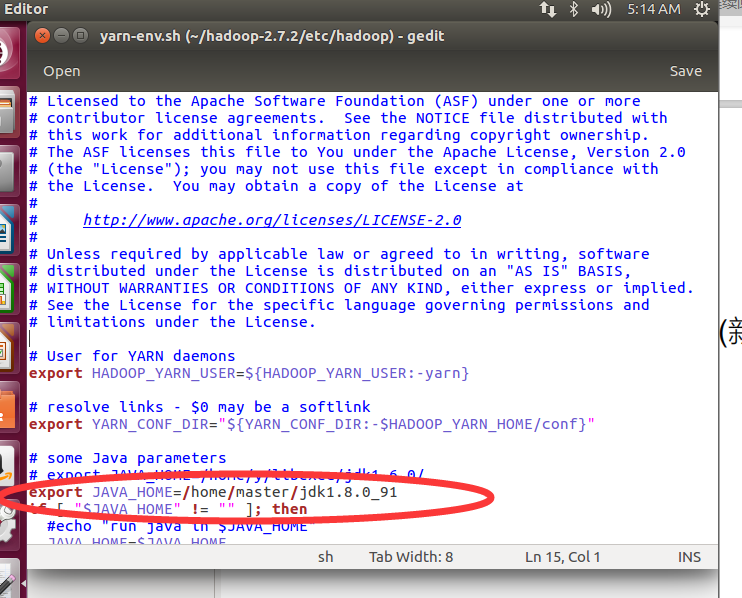 Editor
5:14 AM
yarn-env.sh (~/hadoop-2.7.2/etc/hadoop) - gedit
Open
Save
# Licensed to the Apache Software Foundation (ASF) under one or more
# contributor license agreements.  See the NOTICE file distributed with
# this work for additional information regarding copyright ownership.
# The ASF licenses this file to You under the Apache License, Version 2.0
# (the "License"); you may not use this file except in compliance with
# the License.  You may obtain a copy of the License at
#
#     http://www.apache.org/licenses/LICENSE-2.0
#
# Unless required by applicable law or agreed to in writing, software
# distributed under the License is distributed on an "AS IS" BASIS,
# WITHOUT WARRANTIES OR CONDITIONS OF ANY KIND, either express or implied.
# See the License for the specific language governing permissions and
# limitations under the License.
# User for YARN daemons
export HADOOP_YARN_USER=${HADOOP_YARN_USER:-yarn}
# resolve links - $0 may be a softlink
export YARN_CONF_DIR="${YARN_CONF_DIR:-$HADOOP_YARN_HOME/conf}"
# some Java parameters
# export JAVA_HOME=/home/y/libexec/jdk1.6.0/
export JAVA_HOME=/home/master/jdk1.8.0_91
if [ "$JAVA_HOME" != "" ]; then
#echo "run java in $JAVA_HOME"
JAVA_HOME=$JAVA_HOME
sh
Tab Width: 8
Ln 15, Col 1
INS
(新